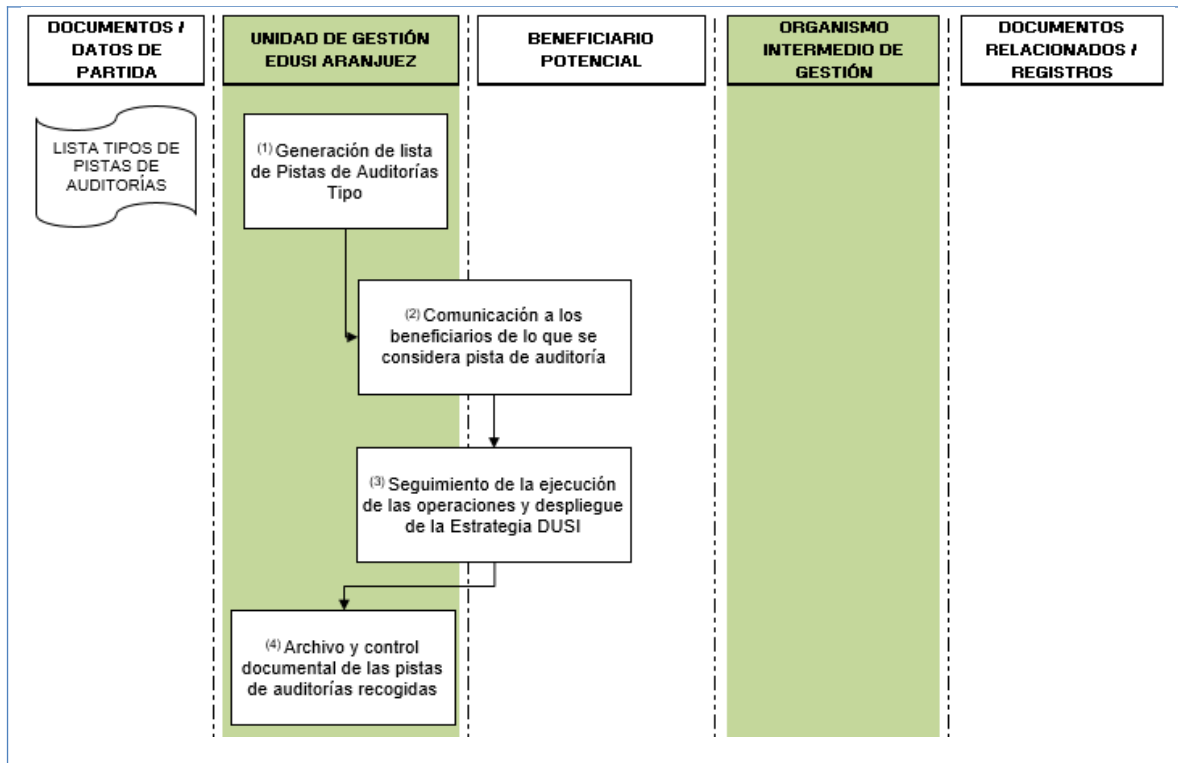 DOCUMENTOS /
DATOS DE
PARTIDA
UNIDAD DE GESTIÓN
EDUSI ARANJUEZ
BENEFICIARIO
POTENCIAL
ORGANISMO
INTERMEDIO DE
GESTIÓN
DOCUMENTOS
RELACIONADOS /
REGISTROS
LISTA TIPOS DE
PISTAS DE
AUDITORÍAS
(1) Generación de lista
de Pistas de Auditorías
Tipo
(2) Comunicación a los
beneficiarios de lo que se
considera pista de auditoría
(3) Seguimiento de la ejecución
de las operaciones y despliegue
de la Estrategia DUSI
(4) Archivo y control
documental de las pistas
de auditorías recogidas